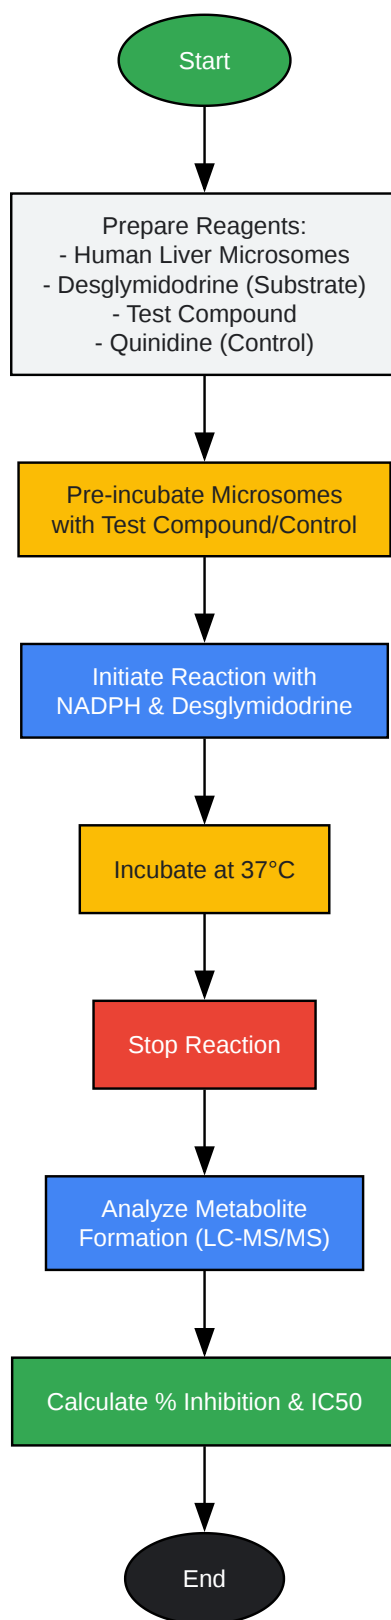 Start
Prepare Reagents:
- Human Liver Microsomes
- Desglymidodrine (Substrate)
- Test Compound
- Quinidine (Control)
Pre-incubate Microsomes
with Test Compound/Control
Initiate Reaction with
NADPH & Desglymidodrine
Incubate at 37°C
Stop Reaction
Analyze Metabolite
Formation (LC-MS/MS)
Calculate % Inhibition & IC50
End